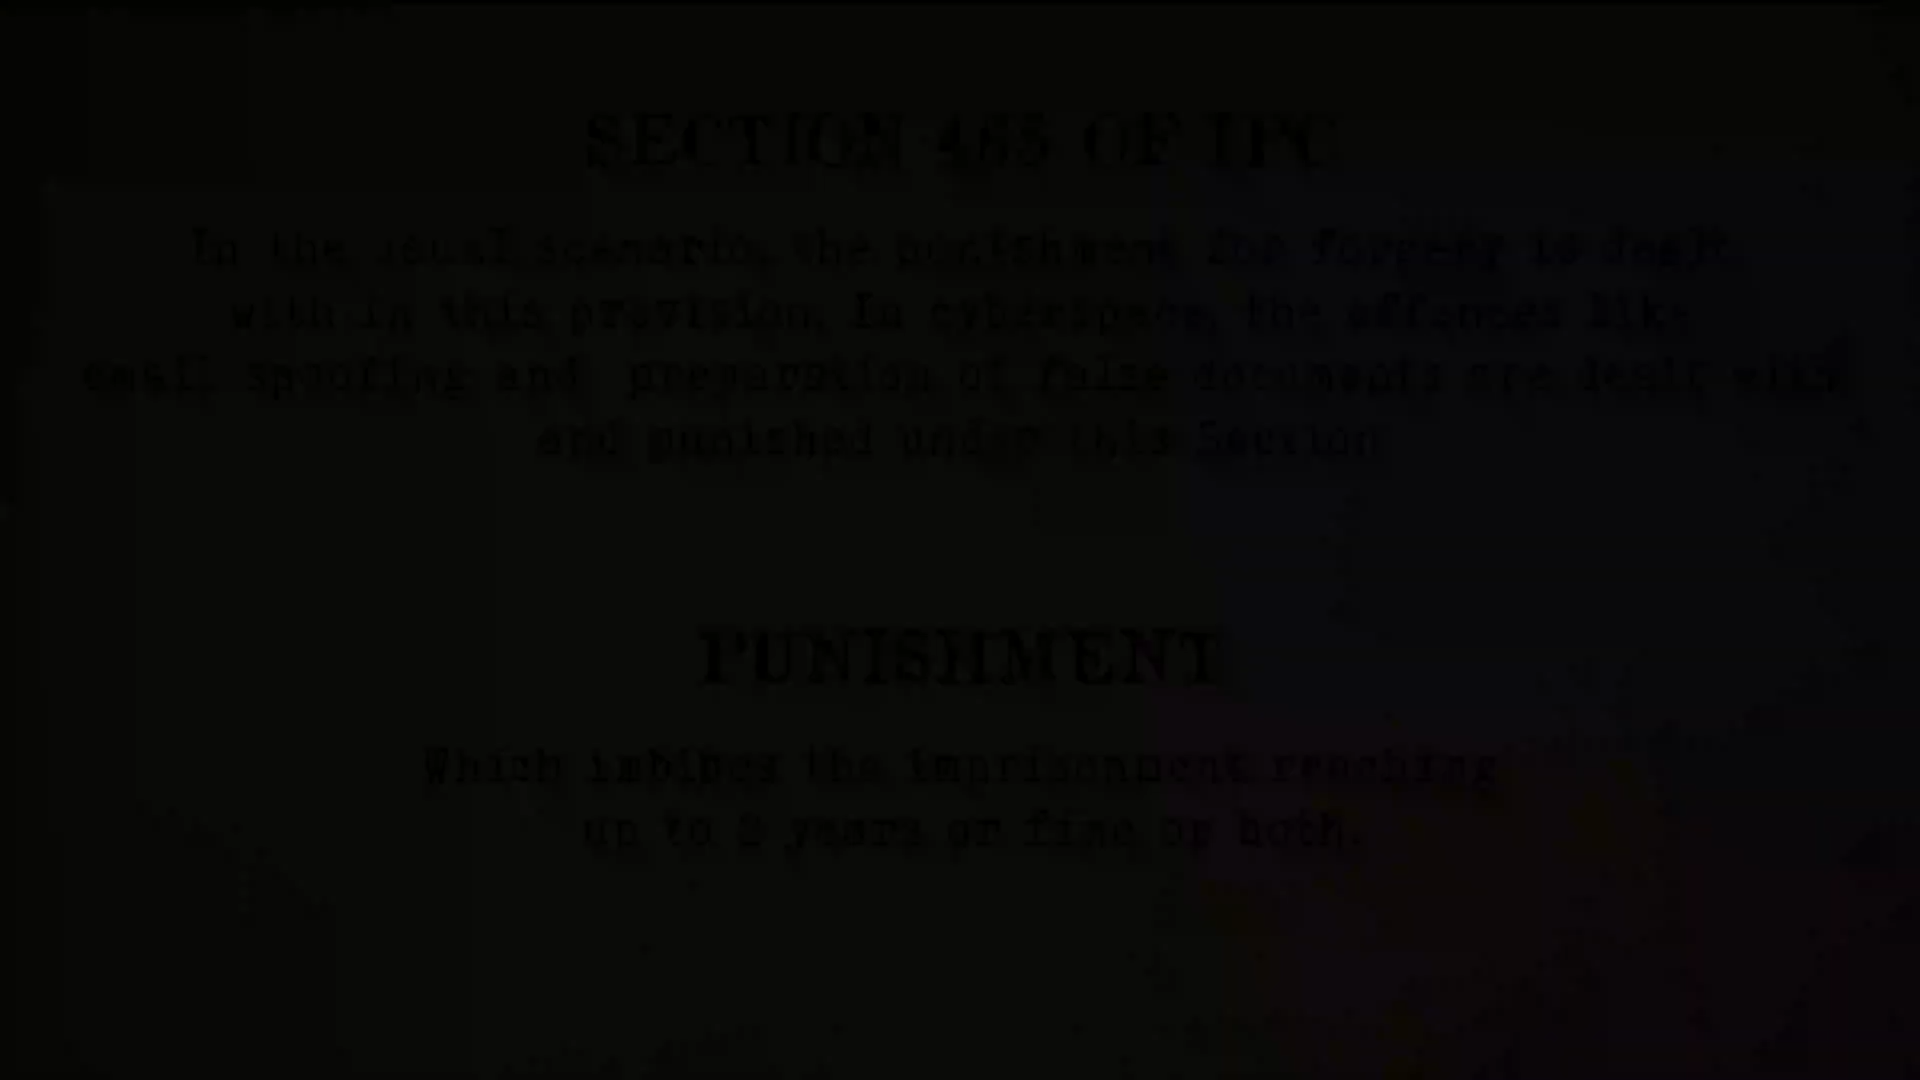 SECTION 465 OF IPC
In the usual scenario, the punishment for forgery is dealt
with in this provision. In cyberspace, the offences like
email spoofing and preparation of false documents are dealt with
and punished under this Section
PUNISHMENT
Which imbibes the imprisonment reaching
up to 2 years or fine or both.